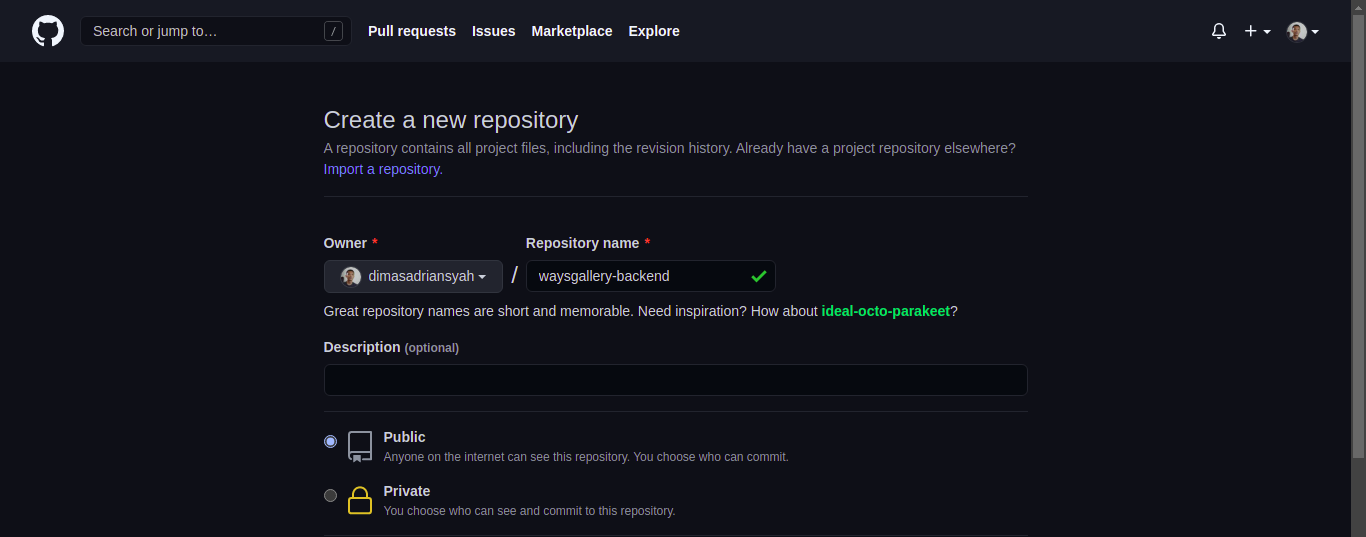 Search or jump to… / Pull requests Issues Marketplace Explore
Create a new repository
A repository contains all project files, including the revision history. Already have a project repository elsewhere?
Import a repository.
Owner * Repository name *
dimasadriansyah / waysgallery-backend
Great repository names are short and memorable. Need inspiration? How about ideal-octo-parakeet?
Description (optional)
Public
Anyone on the internet can see this repository. You choose who can commit.
Private
You choose who can see and commit to this repository.